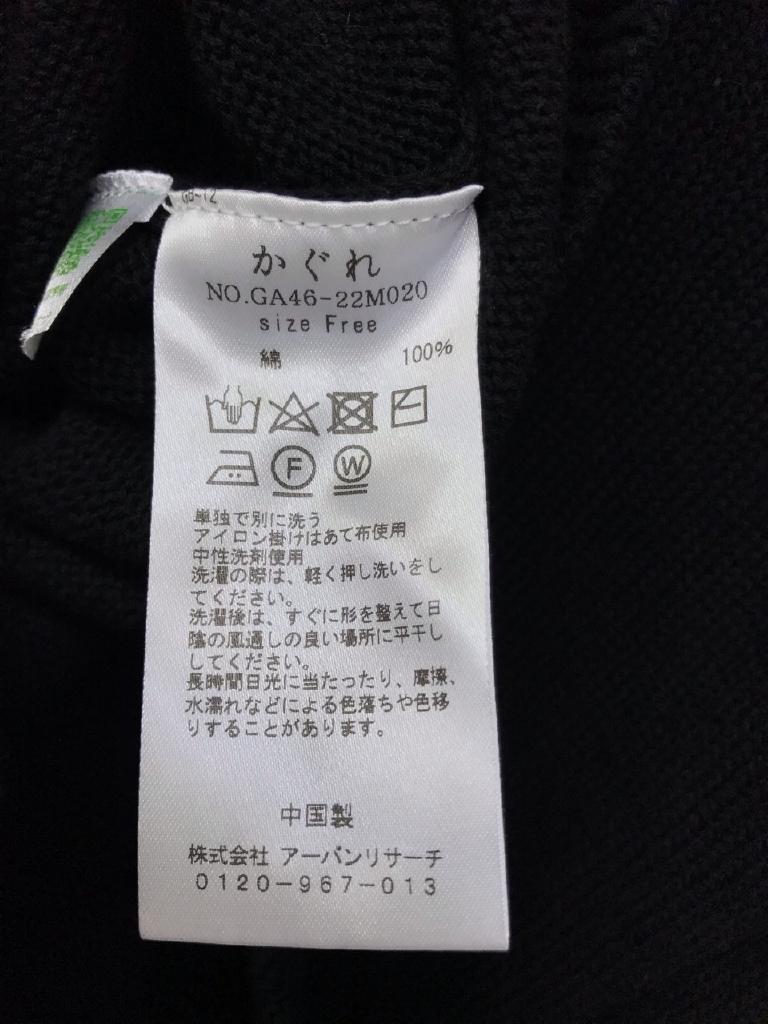 GB-12
かぐれ
NO.GA46-22M020
size Free
綿 100%
F W
単独で別に洗う
アイロン掛けはあて布使用
中性洗剤使用
洗濯の際は、軽く押し洗いをし
てください。
洗濯後は、すぐに形を整えて日
陰の風通しの良い場所に平干し
してください。
長時間日光に当たったり、摩擦、
水濡れなどによる色落ちや色移
りすることがあります。
中国製
株式会社 アーバンリサーチ
0120-967-013